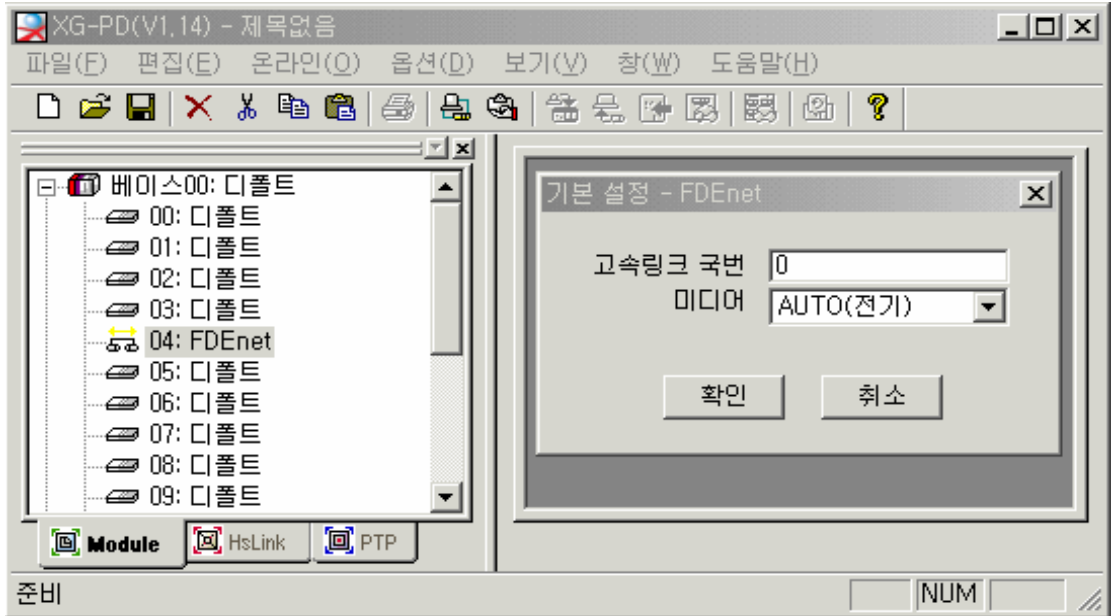 XG-PD(V1,14) - 제목없음
파일(F) 편집(E) 온라인(O) 옵션(D) 보기(V) 창(W) 도움말(H)
베이스00: 디폴트
00: 디폴트
01: 디폴트
02: 디폴트
03: 디폴트
04: FDEnet
05: 디폴트
06: 디폴트
07: 디폴트
08: 디폴트
09: 디폴트
Module HsLink PTP
기본 설정 - FDEnet
고속링크 국번 0
미디어 AUTO(전기)
확인 취소
준비 NUM